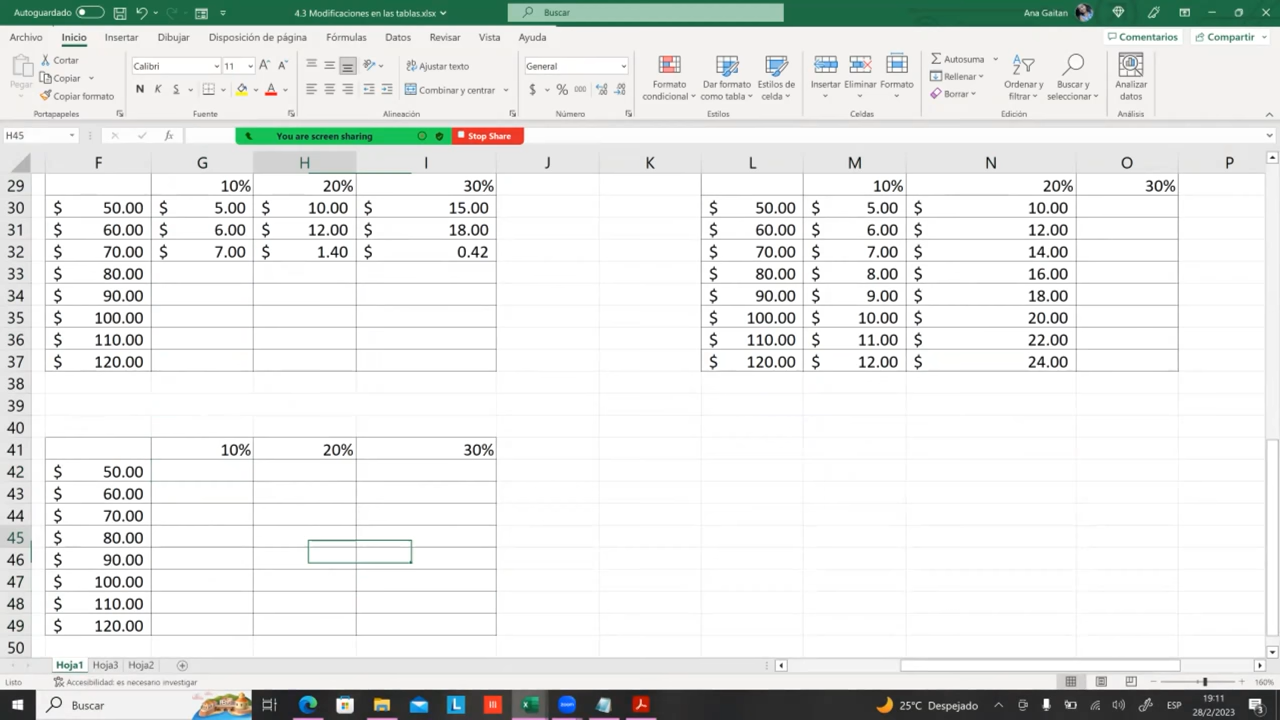 Autoguardado 4.3 Modificaciones en las tablas.xlsx Buscar Ana Gaitan
Archivo Inicio Insertar Dibujar Disposición de página Fórmulas Datos Revisar Vista Ayuda Comentarios Compartir
Pegar Cortar Copiar Copiar formato
Calibri 11
N K S A
Ajustar texto
Combinar y centrar
General
$ % 000
Formato condicional Dar formato como tabla Estilos de celda
Insertar Eliminar Formato
Autosuma
Rellenar
Borrar
Ordenar y filtrar Buscar y seleccionar
Analizar datos
Portapapeles Fuente Alineación Número Estilos Celdas Edición Análisis
H45 fx You are screen sharing Stop Share
F G H I J K L M N O P
29 10% 20% 30% 10% 20% 30%
30 $ 50.00 $ 5.00 $ 10.00 $ 15.00 $ 50.00 $ 5.00 $ 10.00
31 $ 60.00 $ 6.00 $ 12.00 $ 18.00 $ 60.00 $ 6.00 $ 12.00
32 $ 70.00 $ 7.00 $ 1.40 $ 0.42 $ 70.00 $ 7.00 $ 14.00
33 $ 80.00 $ 80.00 $ 8.00 $ 16.00
34 $ 90.00 $ 90.00 $ 9.00 $ 18.00
35 $ 100.00 $ 100.00 $ 10.00 $ 20.00
36 $ 110.00 $ 110.00 $ 11.00 $ 22.00
37 $ 120.00 $ 120.00 $ 12.00 $ 24.00
38
39
40
41 10% 20% 30%
42 $ 50.00
43 $ 60.00
44 $ 70.00
45 $ 80.00
46 $ 90.00
47 $ 100.00
48 $ 110.00
49 $ 120.00
50
Hoja1 Hoja3 Hoja2
Listo Accesibilidad: es necesario investigar 160%
Buscar 25°C Despejado ESP 19:11
28/2/2023